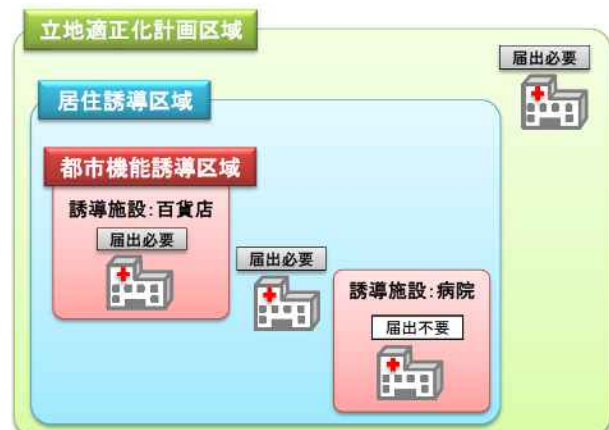 立地適正化計画区域
届出必要
居住誘導区域
都市機能誘導区域
誘導施設:百貨店
届出必要
届出必要
誘導施設:病院
届出不要